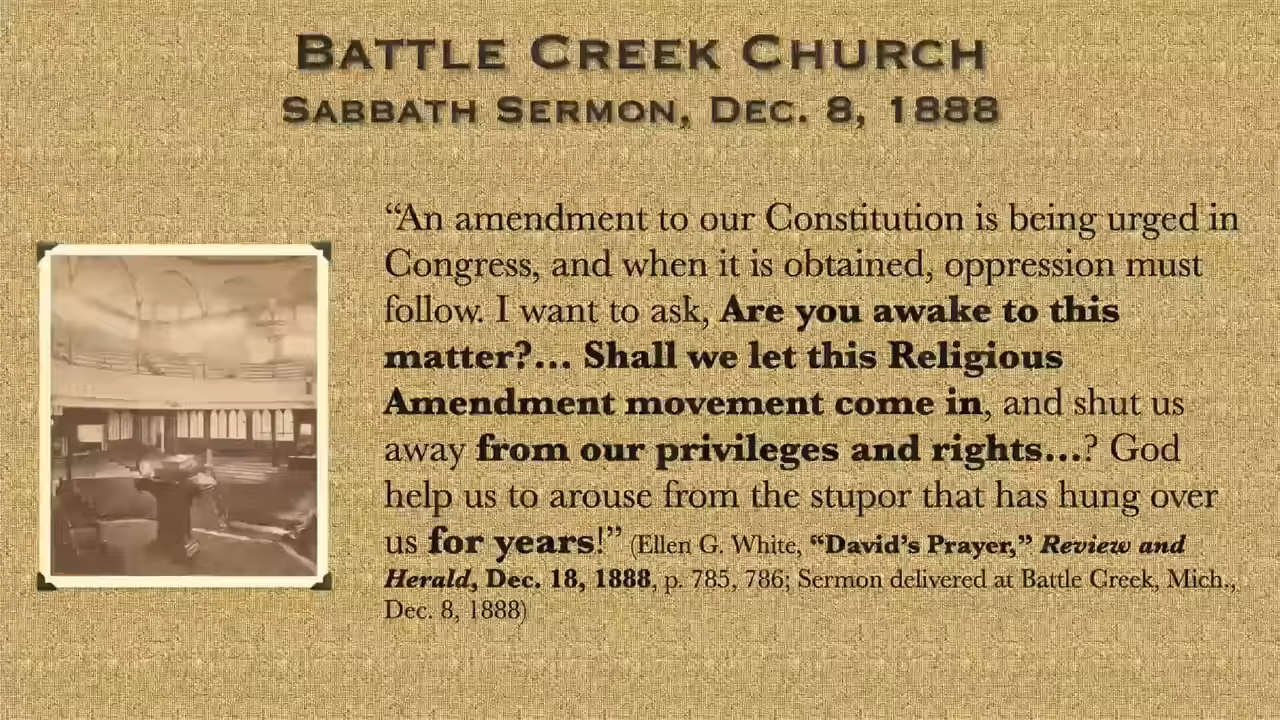 BATTLE CREEK CHURCH
SABBATH SERMON, DEC. 8, 1888
“An amendment to our Constitution is being urged in
Congress, and when it is obtained, oppression must
follow. I want to ask, Are you awake to this
matter?… Shall we let this Religious
Amendment movement come in, and shut us
away from our privileges and rights…? God
help us to arouse from the stupor that has hung over
us for years!” (Ellen G. White, “David’s Prayer,” Review and
Herald, Dec. 18, 1888, p. 785, 786; Sermon delivered at Battle Creek, Mich.,
Dec. 8, 1888)